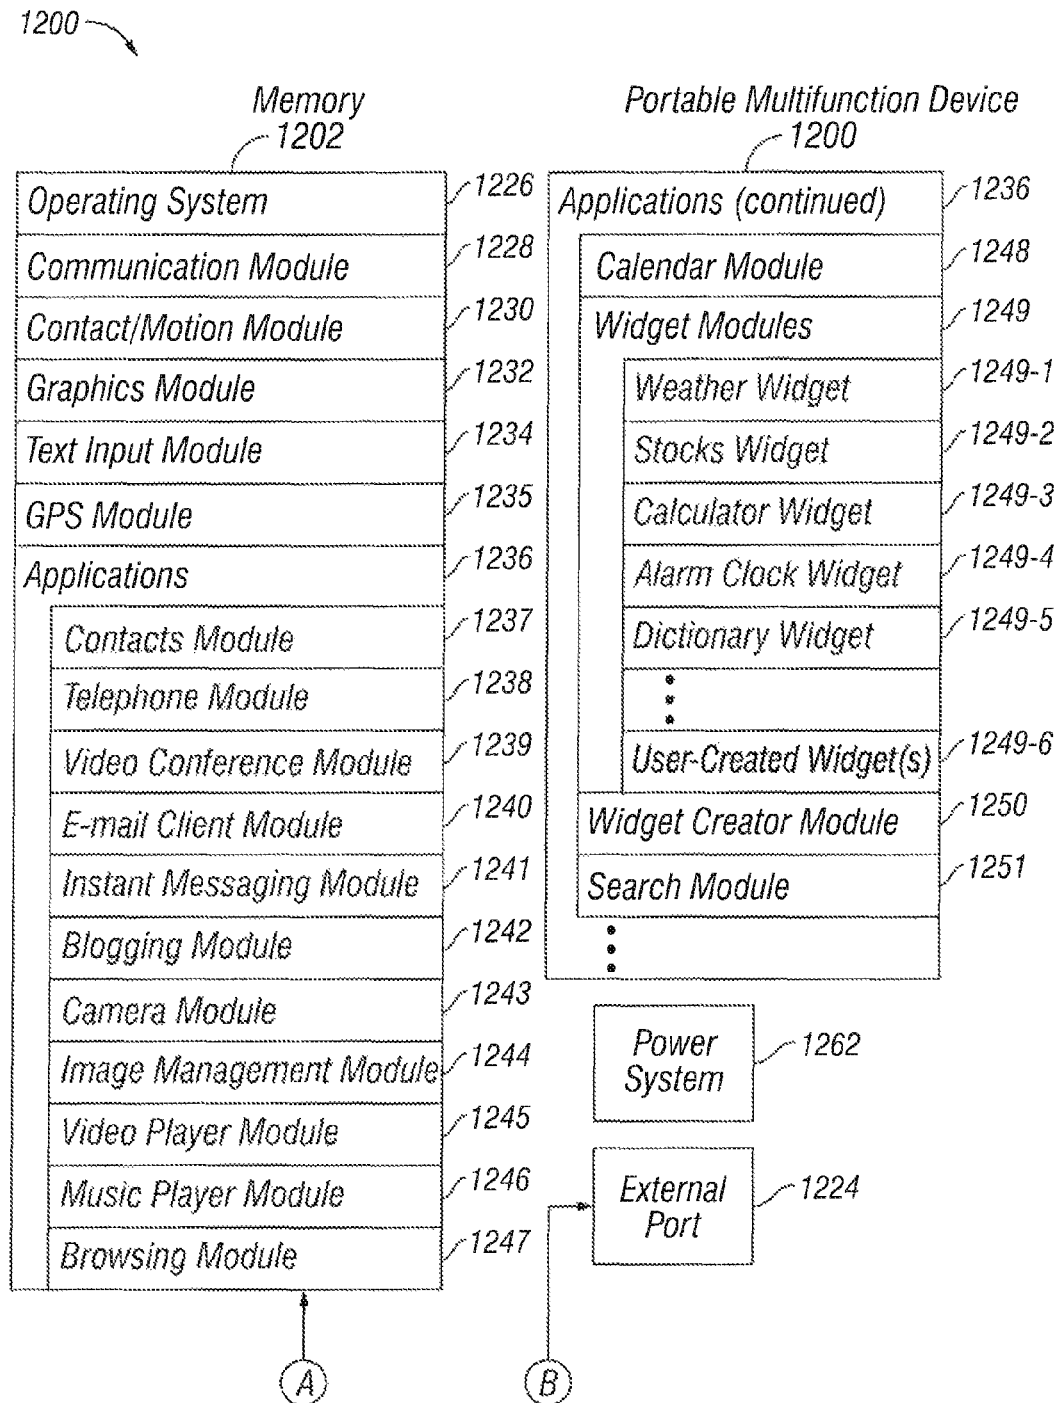 1200
Memory
1202
Operating System 1226
Communication Module 1228
Contact/Motion Module 1230
Graphics Module 1232
Text Input Module 1234
GPS Module 1235
Applications 1236
Contacts Module 1237
Telephone Module 1238
Video Conference Module 1239
E-mail Client Module 1240
Instant Messaging Module 1241
Blogging Module 1242
Camera Module 1243
Image Management Module 1244
Video Player Module 1245
Music Player Module 1246
Browsing Module 1247
A
Portable Multifunction Device
1200
Applications (continued) 1236
Calendar Module 1248
Widget Modules 1249
Weather Widget 1249-1
Stocks Widget 1249-2
Calculator Widget 1249-3
Alarm Clock Widget 1249-4
Dictionary Widget 1249-5
User-Created Widget(s) 1249-6
Widget Creator Module 1250
Search Module 1251
Power
System
1262
External
Port
1224
B